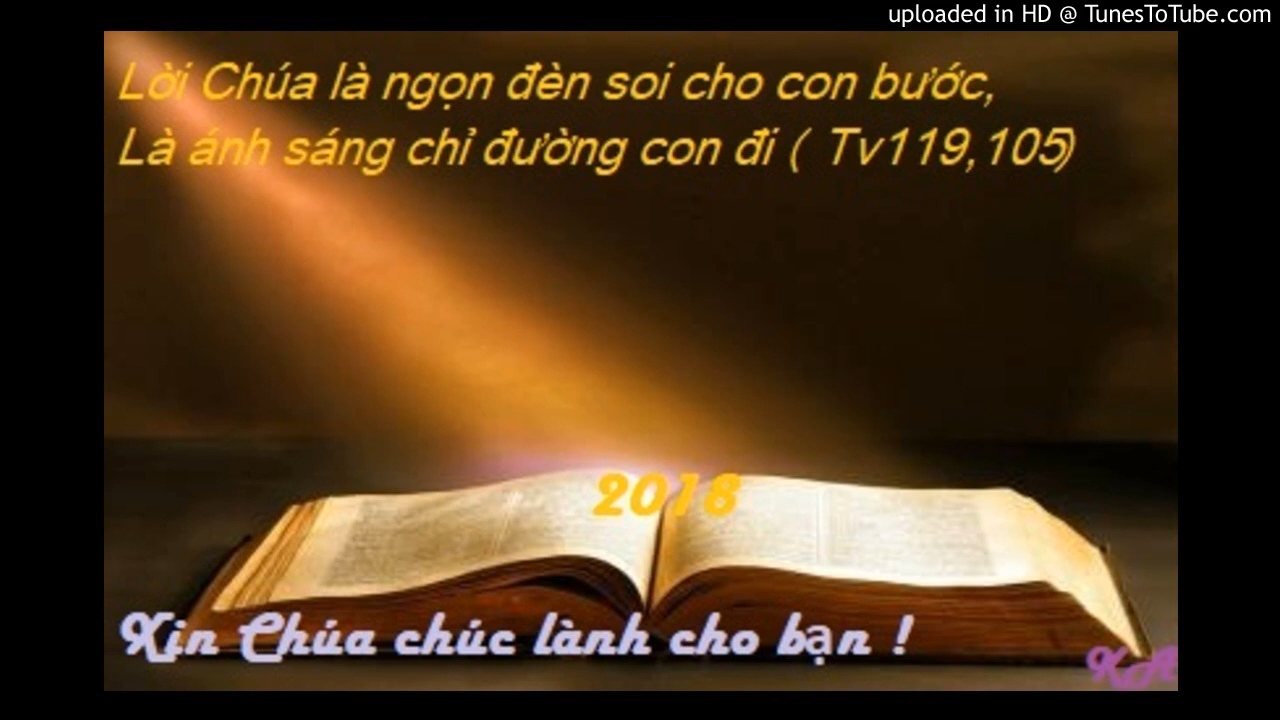 uploaded in HD @ TunesToTube.com
Lời Chúa là ngọn đèn soi cho con bước,
Là ánh sáng chỉ đường con đi ( Tv119,105)
2018
Xin Chúa chúc lành cho bạn !
KA